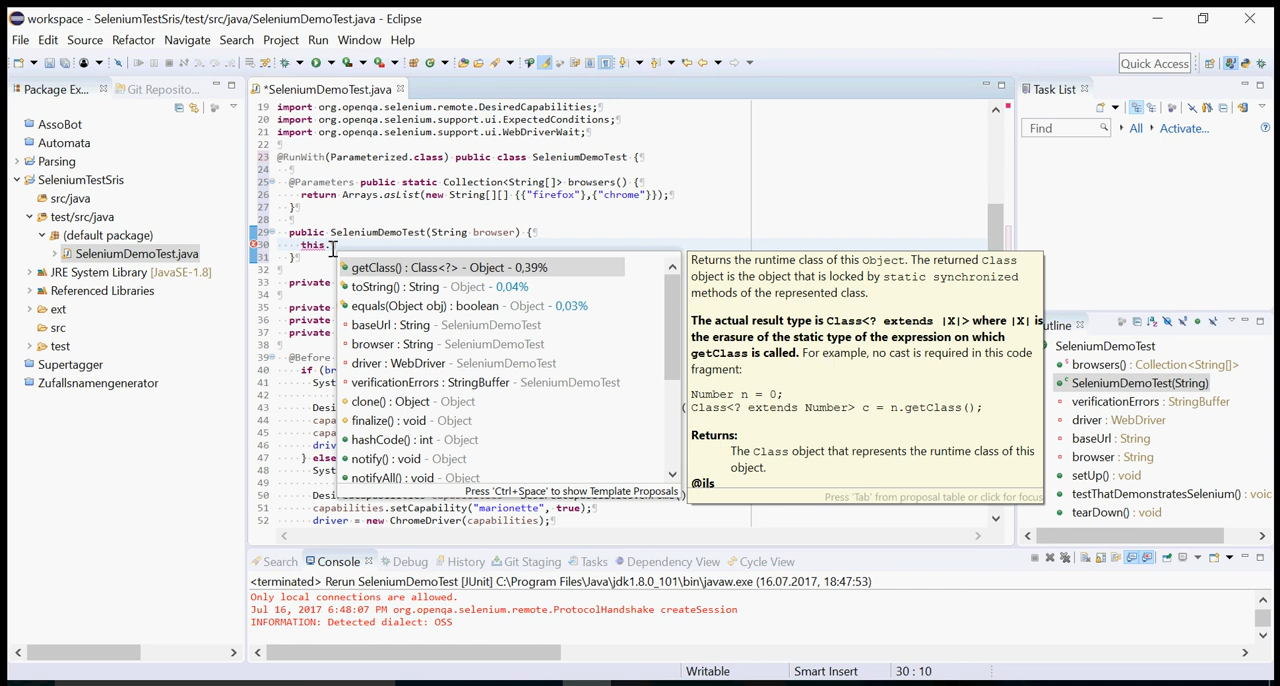 workspace - SeleniumTestSris/test/src/java/SeleniumDemoTest.java - Eclipse
File Edit Source Refactor Navigate Search Project Run Window Help
Quick Access
Package Ex...
Git Reposito...
AssoBot
Automata
Parsing
SeleniumTestSris
src/java
test/src/java
(default package)
SeleniumDemoTest.java
JRE System Library [JavaSE-1.8]
Referenced Libraries
ext
src
test
Supertagger
Zufallsnamengenerator
*SeleniumDemoTest.java
19 import org.openqa.selenium.remote.DesiredCapabilities;
20 import org.openqa.selenium.support.ui.ExpectedConditions;
21 import org.openqa.selenium.support.ui.WebDriverWait;
22
23 @RunWith(Parameterized.class) public class SeleniumDemoTest {
24
25 @Parameters public static Collection<String[]> browsers() {
26 return Arrays.asList(new String[][] {{"firefox"},{"chrome"}});
27 }
28
29 public SeleniumDemoTest(String browser) {
30 this.
31 }
32
33 private
34
35 private
36 private
37 private
38
39 @Before
40 if (br
41 Syst
42
43 Desi
44 capa
45 capa
46 driv
47 } else
48 Syst
49
50
51 capabilities.setCapability("marionette", true);
52 driver = new ChromeDriver(capabilities);
getClass() : Class<?> - Object - 0,39%
toString() : String - Object - 0,04%
equals(Object obj) : boolean - Object - 0,03%
baseUrl : String - SeleniumDemoTest
browser : String - SeleniumDemoTest
driver : WebDriver - SeleniumDemoTest
verificationErrors : StringBuffer - SeleniumDemoTest
clone() : Object - Object
finalize() : void - Object
hashCode() : int - Object
notify() : void - Object
notifyAll() : void - Object
Press 'Ctrl+Space' to show Template Proposals
Returns the runtime class of this Object. The returned Class
object is the object that is locked by static synchronized
methods of the represented class.
The actual result type is Class<? extends |X|> where |X| is
the erasure of the static type of the expression on which
getClass is called. For example, no cast is required in this code
fragment:
Number n = 0;
Class<? extends Number> c = n.getClass();
Returns:
The Class object that represents the runtime class of this
object.
@jls
Press 'Tab' from proposal table or click for focus
Task List
Find
All
Activate...
utline
SeleniumDemoTest
browsers() : Collection<String[]>
SeleniumDemoTest(String)
verificationErrors : StringBuffer
driver : WebDriver
baseUrl : String
browser : String
setUp() : void
testThatDemonstratesSelenium() : voic
tearDown() : void
Search Console Debug History Git Staging Tasks Dependency View Cycle View
<terminated> Rerun SeleniumDemoTest [JUnit] C:\Program Files\Java\jdk1.8.0_101\bin\javaw.exe (16.07.2017, 18:47:53)
Only local connections are allowed.
Jul 16, 2017 6:48:07 PM org.openqa.selenium.remote.ProtocolHandshake createSession
INFORMATION: Detected dialect: OSS
Writable
Smart Insert
30 : 10